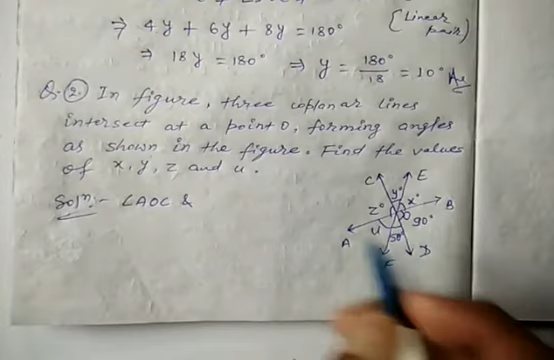 ⇒ 4y + 6y + 8y = 180° (Linear pair)
⇒ 18y = 180° ⇒ y = 180°/18 = 10° Ans
Q.② In figure, three coplanar lines
intersect at a point O, forming angles
as shown in the figure. Find the values
of x, y, z and u.
Solⁿ:- ∠AOC &
C E
y°
z° x° B
O 90°
A u 50°
F D